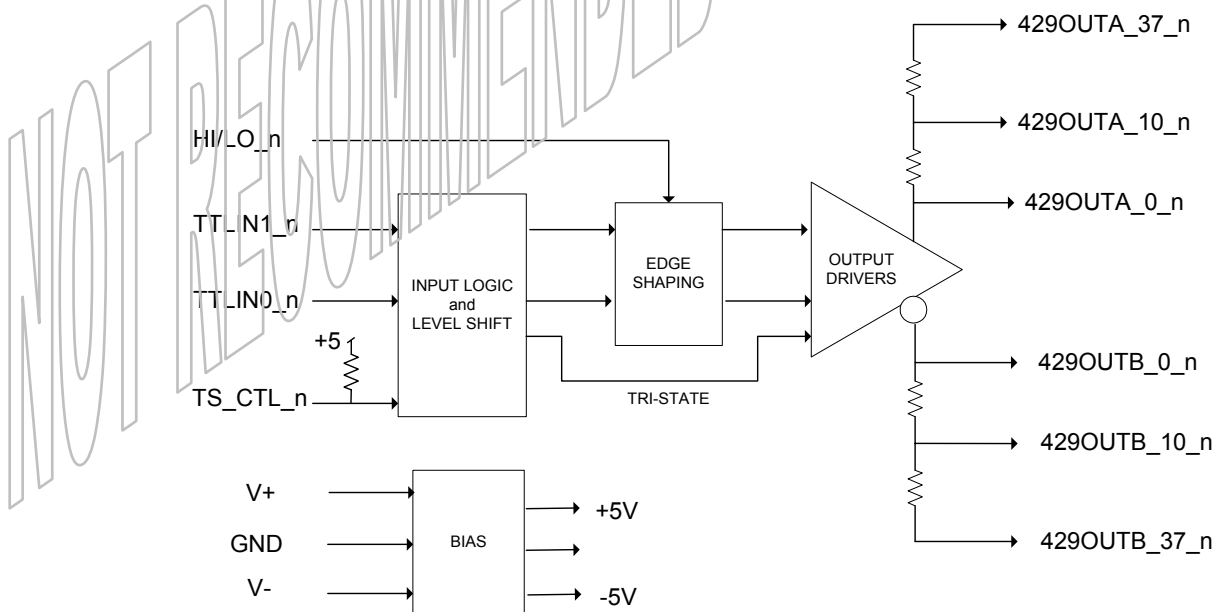 NOT RECOMMENDED
429OUTA_37_n
429OUTA_10_n
HI/LO_n
TTLIN1_n
429OUTA_0_n
EDGE
SHAPING
OUTPUT
DRIVERS
INPUT LOGIC
and
LEVEL SHIFT
TTLIN0_n
+5
TS_CTL_n
TRI-STATE
429OUTB_0_n
429OUTB_10_n
429OUTB_37_n
V+
GND
V-
BIAS
+5V
-5V